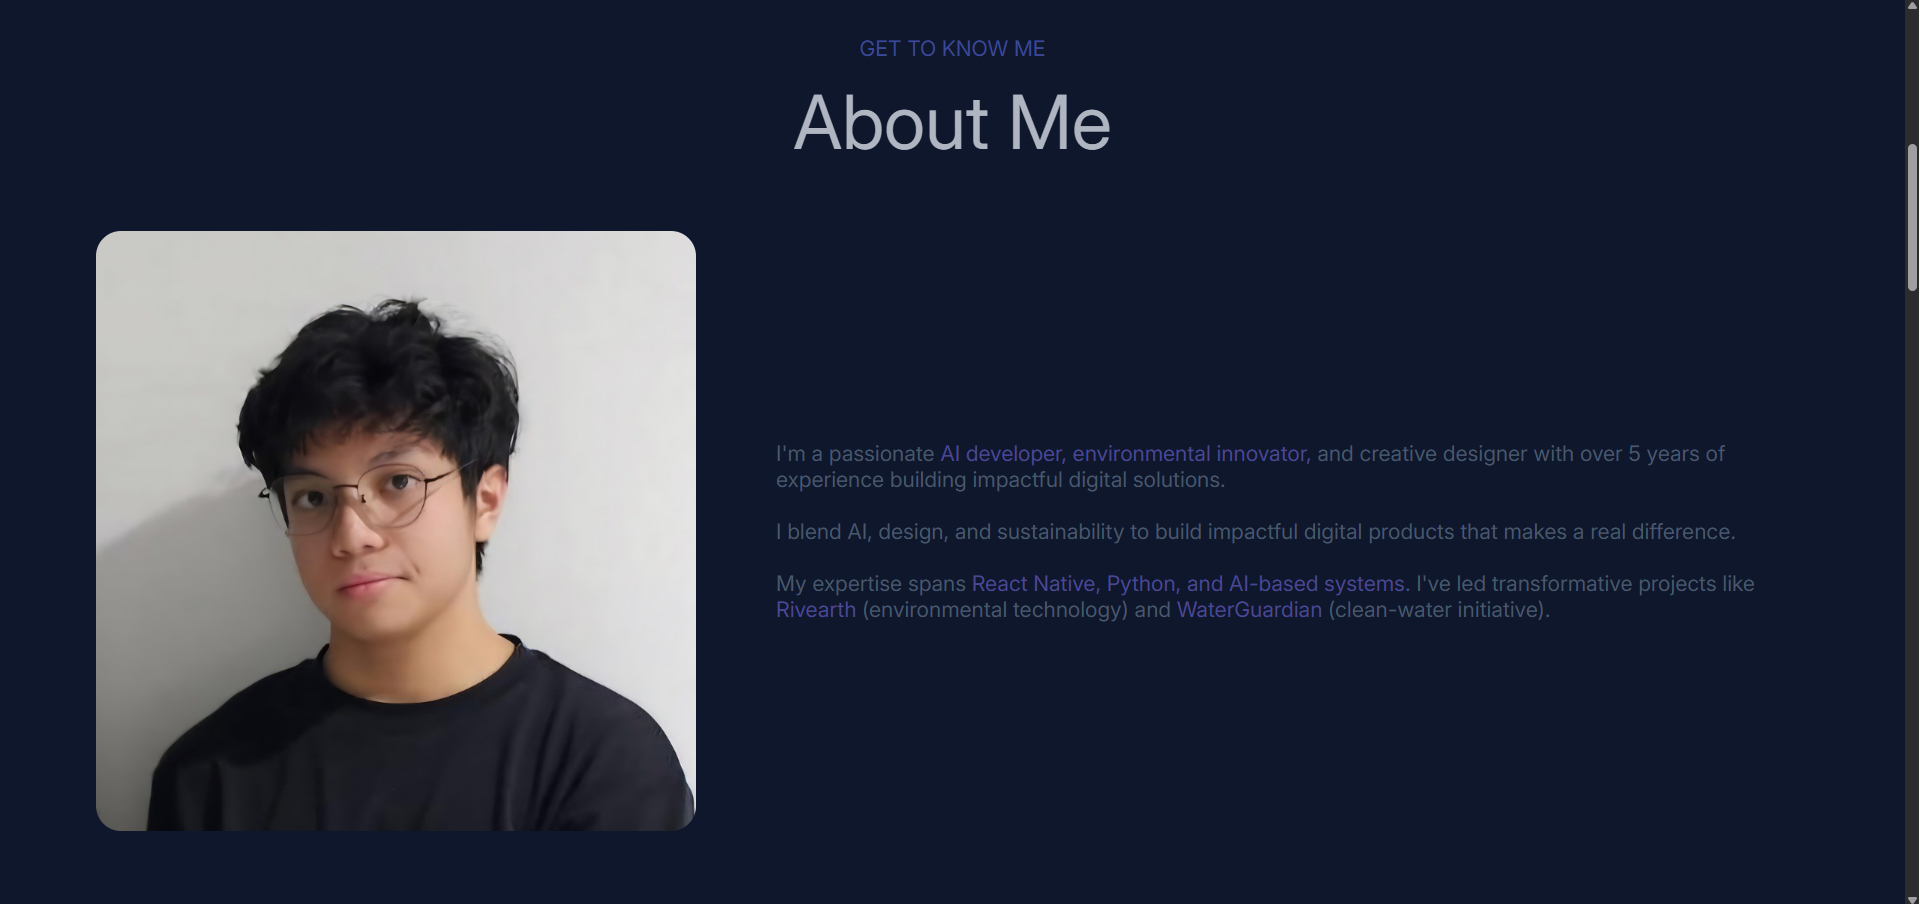 GET TO KNOW ME
About Me
I'm a passionate AI developer, environmental innovator, and creative designer with over 5 years of
experience building impactful digital solutions.
I blend AI, design, and sustainability to build impactful digital products that makes a real difference.
My expertise spans React Native, Python, and AI-based systems. I've led transformative projects like
Rivearth (environmental technology) and WaterGuardian (clean-water initiative).